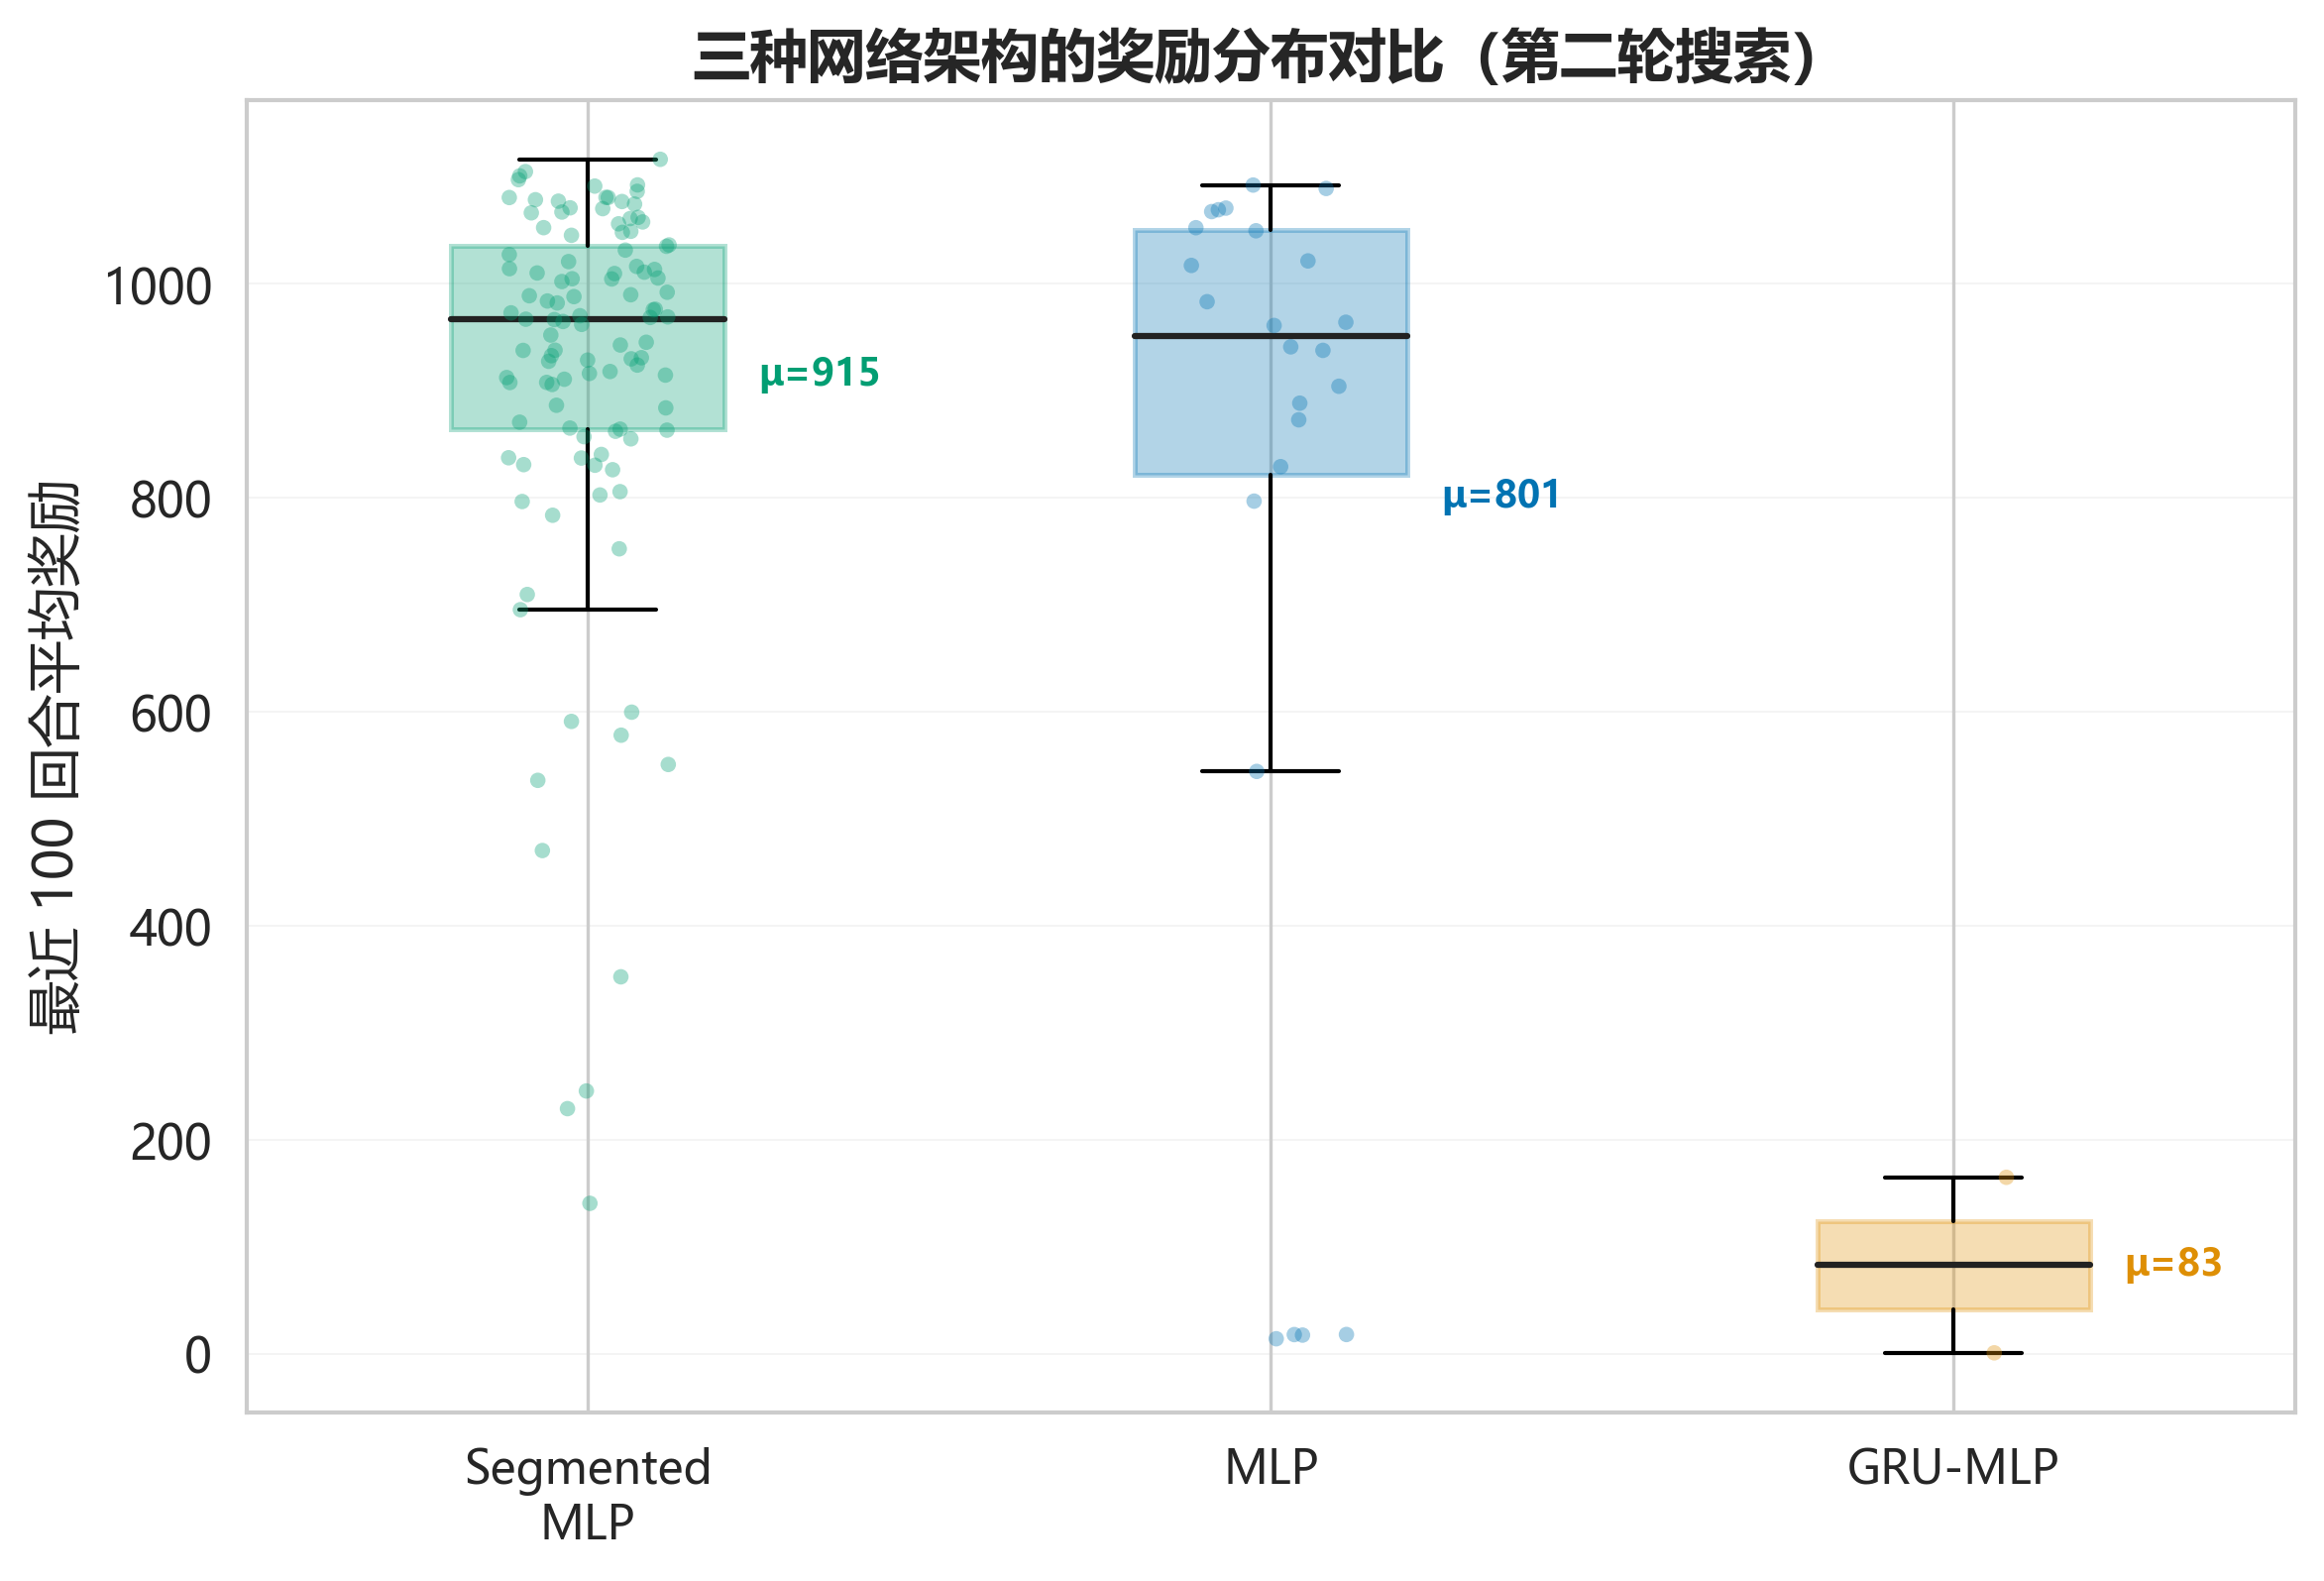 三种网络架构的奖励分布对比（第二轮搜索）
最近 100 回合平均奖励
1000
800
600
400
200
0
μ=915
μ=801
μ=83
Segmented
MLP
MLP
GRU-MLP